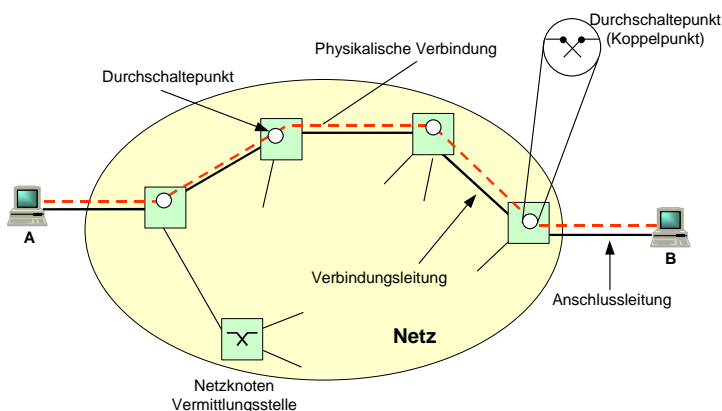 Durchschaltepunkt
(Koppelpunkt)
Physikalische Verbindung
Durchschaltepunkt
A
B
Verbindungsleitung
Anschlussleitung
Netz
Netzknoten
Vermittlungsstelle